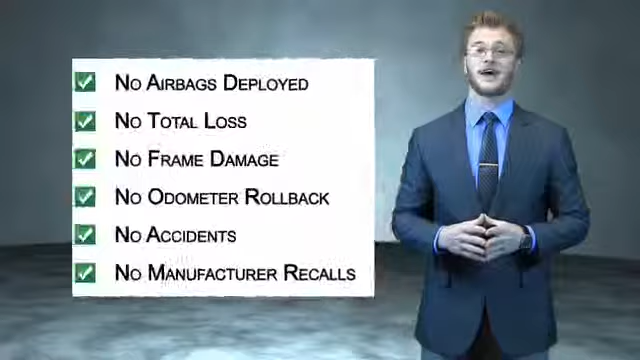 No Airbags Deployed
No Total Loss
No Frame Damage
No Odometer Rollback
No Accidents
No Manufacturer Recalls